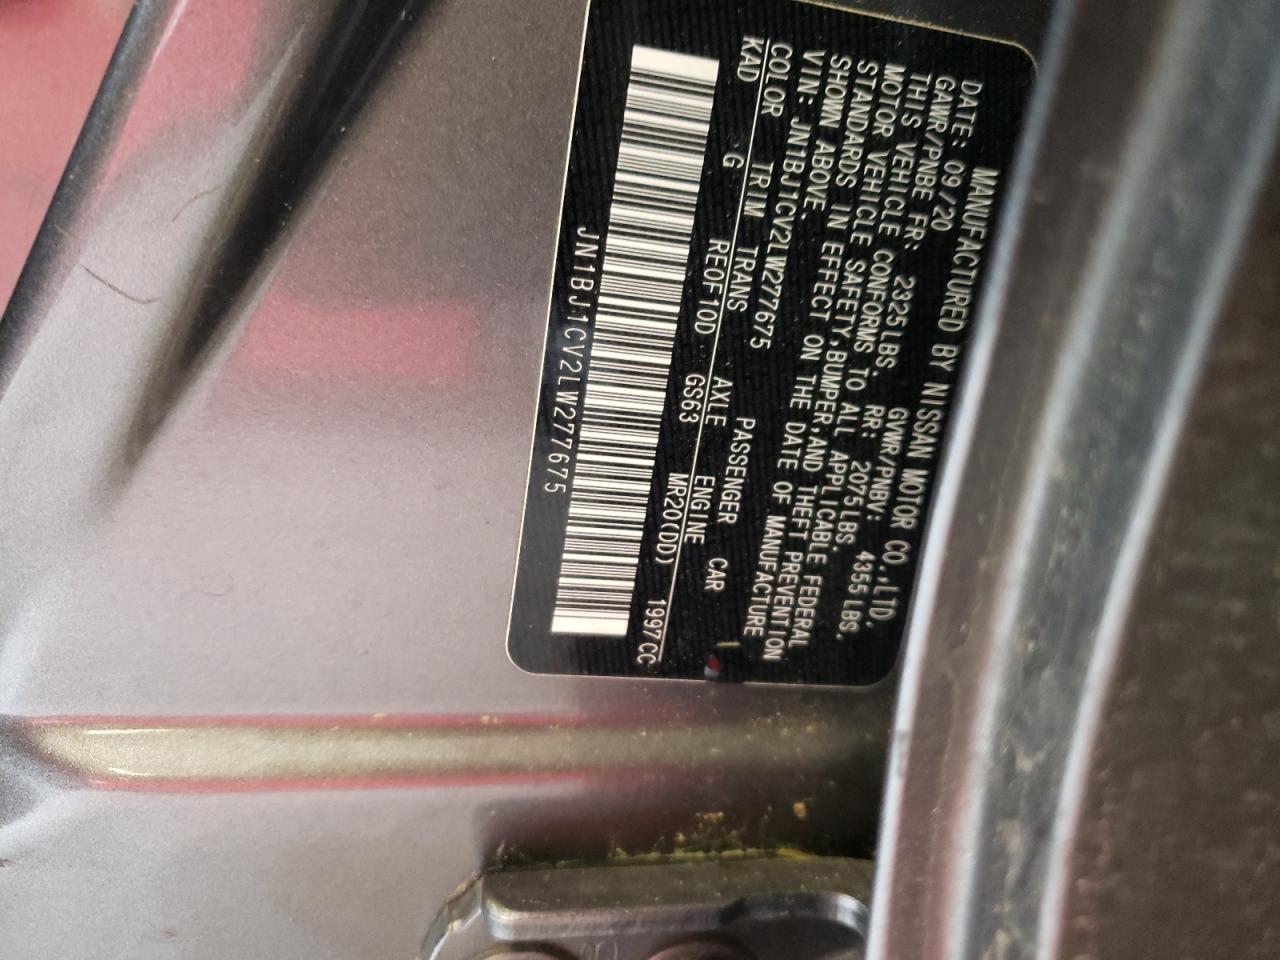 MANUFACTURED BY NISSAN MOTOR CO.,LTD.
DATE: 09/20 GVWR/PNBV: 4355LBS.
GAWR/PNBE FR: 2325LBS. RR: 2075LBS.
THIS VEHICLE CONFORMS TO ALL APPLICABLE FEDERAL
MOTOR VEHICLE SAFETY,BUMPER,AND THEFT PREVENTION
STANDARDS IN EFFECT ON THE DATE OF MANUFACTURE
SHOWN ABOVE.
VIN: JN1BJ1CV2LW277675 PASSENGER CAR
COLOR TRIM TRANS AXLE ENGINE
KAD G RE0F10D GS63 MR20(DD) 1997CC
JN1BJ1CV2LW277675